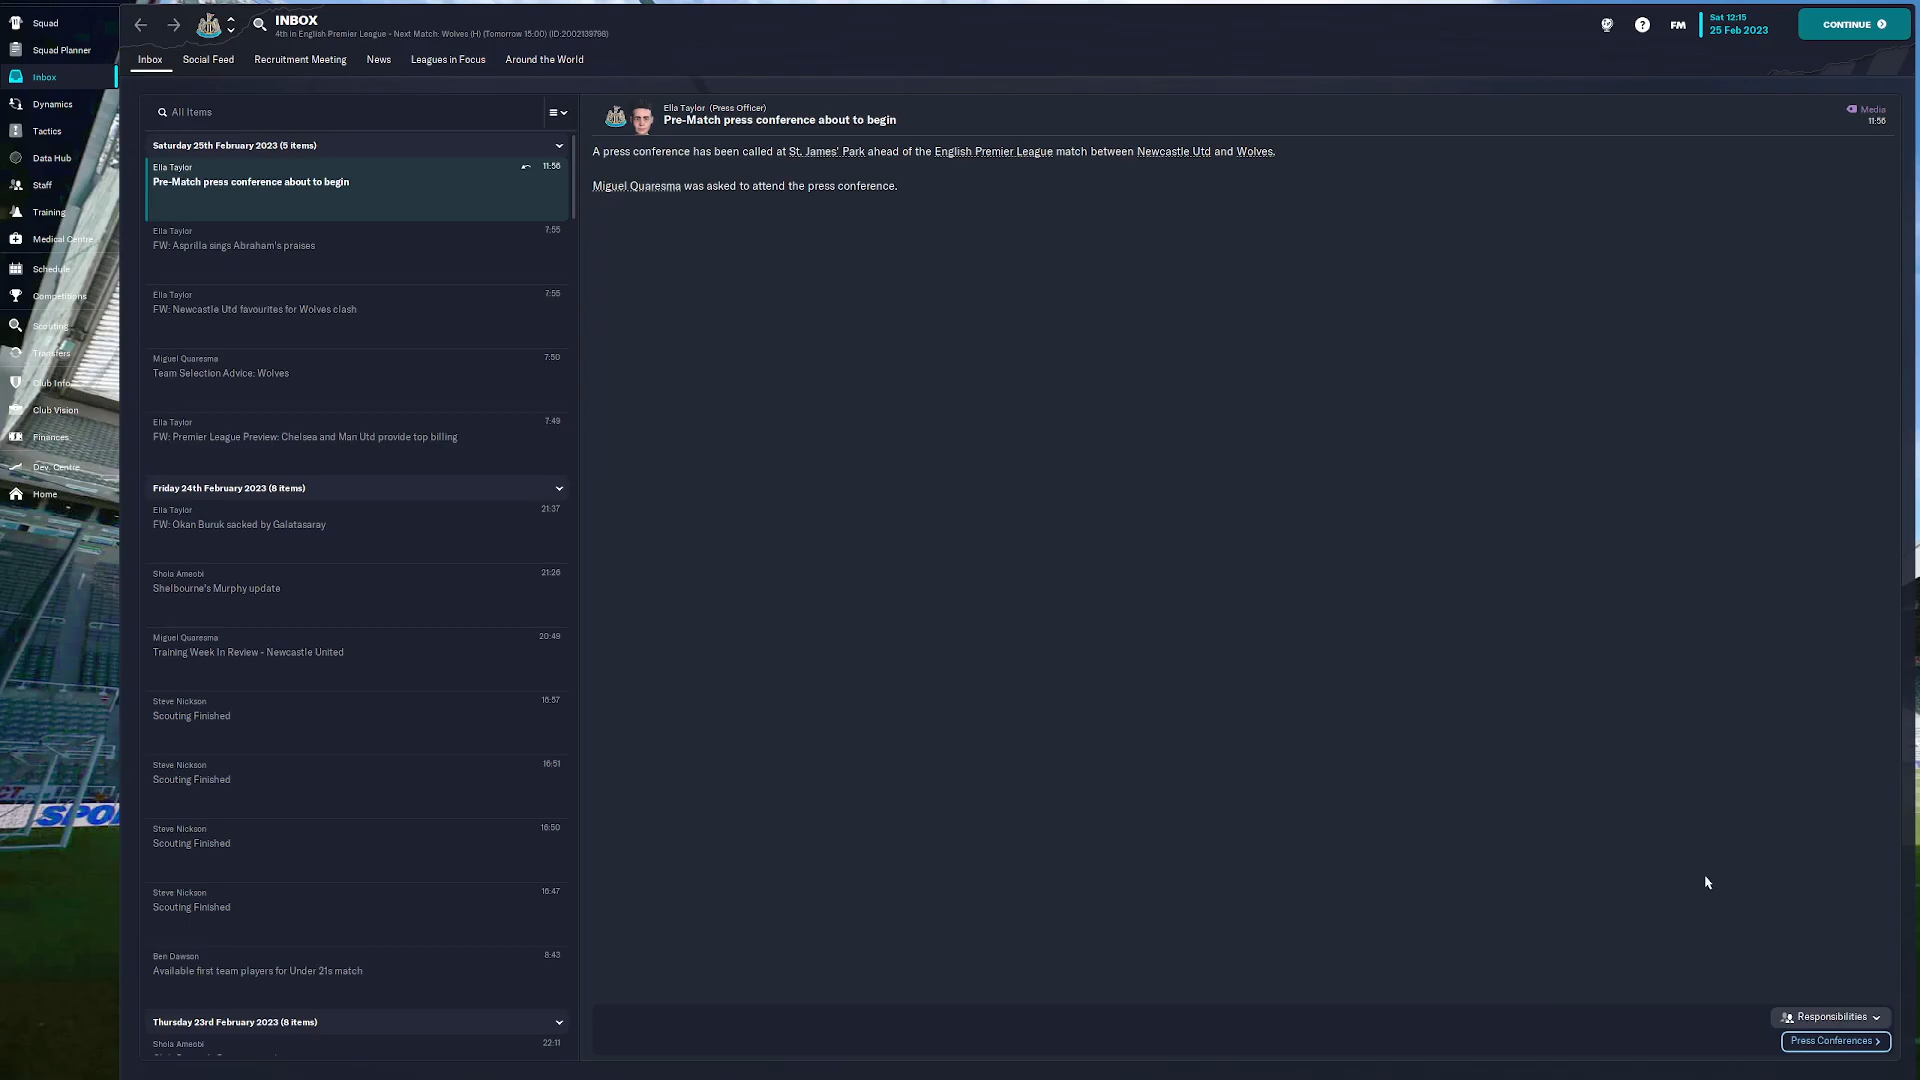 Squad
Squad Planner
Inbox
Dynamics
Tactics
Data Hub
Staff
Training
Medical Centre
Schedule
Competitions
Scouting
Transfers
Club Info
Club Vision
Finances
Dev. Centre
Home
INBOX
4th in English Premier League - Next Match: Wolves (H) (Tomorrow 15:00) (ID:2002139798)
FM
Sat 12:15
25 Feb 2023
CONTINUE
Inbox Social Feed Recruitment Meeting News Leagues in Focus Around the World
All Items
Saturday 25th February 2023 (5 items)
Ella Taylor 11:56
Pre-Match press conference about to begin
Ella Taylor 7:55
FW: Asprilla sings Abraham's praises
Ella Taylor 7:55
FW: Newcastle Utd favourites for Wolves clash
Miguel Quaresma 7:50
Team Selection Advice: Wolves
Ella Taylor 7:49
FW: Premier League Preview: Chelsea and Man Utd provide top billing
Friday 24th February 2023 (8 items)
Ella Taylor 21:37
FW: Okan Buruk sacked by Galatasaray
Shola Ameobi 21:26
Shelbourne's Murphy update
Miguel Quaresma 20:49
Training Week In Review - Newcastle United
Steve Nickson 16:57
Scouting Finished
Steve Nickson 16:51
Scouting Finished
Steve Nickson 16:50
Scouting Finished
Steve Nickson 16:47
Scouting Finished
Ben Dawson 8:43
Available first team players for Under 21s match
Thursday 23rd February 2023 (8 items)
Shola Ameobi 22:11
Ella Taylor (Press Officer)
Pre-Match press conference about to begin
Media
11:56
A press conference has been called at St. James' Park ahead of the English Premier League match between Newcastle Utd and Wolves.
Miguel Quaresma was asked to attend the press conference.
Responsibilities
Press Conferences